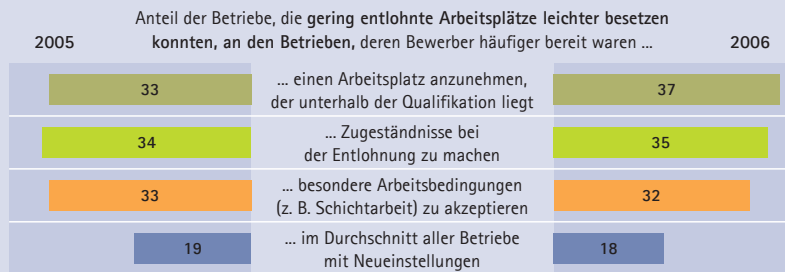 Anteil der Betriebe, die gering entlohnte Arbeitsplätze leichter besetzen
2005 konnten, an den Betrieben, deren Bewerber häufiger bereit waren ... 2006
33 ... einen Arbeitsplatz anzunehmen, 37
der unterhalb der Qualifikation liegt
34 ... Zugeständnisse bei 35
der Entlohnung zu machen
33 ... besondere Arbeitsbedingungen 32
(z. B. Schichtarbeit) zu akzeptieren
19 ... im Durchschnitt aller Betriebe 18
mit Neueinstellungen